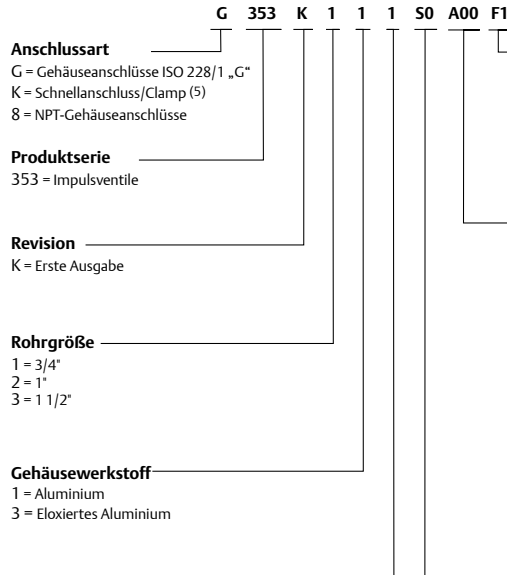 G 353 K 1 1 1 S0 A00 F1
Anschlussart
G = Gehäuseanschlüsse ISO 228/1 „G“
K = Schnellanschluss/Clamp (5)
8 = NPT-Gehäuseanschlüsse
Produktserie
353 = Impulsventile
Revision
K = Erste Ausgabe
Rohrgröße
1 = 3/4"
2 = 1"
3 = 1 1/2"
Gehäusewerkstoff
1 = Aluminium
3 = Eloxiertes Aluminium